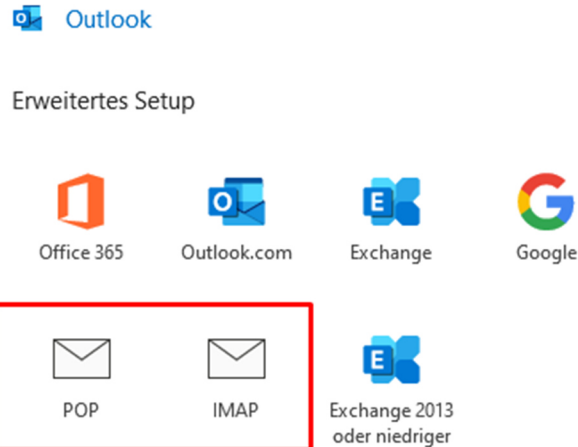 Outlook
Erweitertes Setup
Office 365 Outlook.com Exchange Google
POP IMAP Exchange 2013
oder niedriger